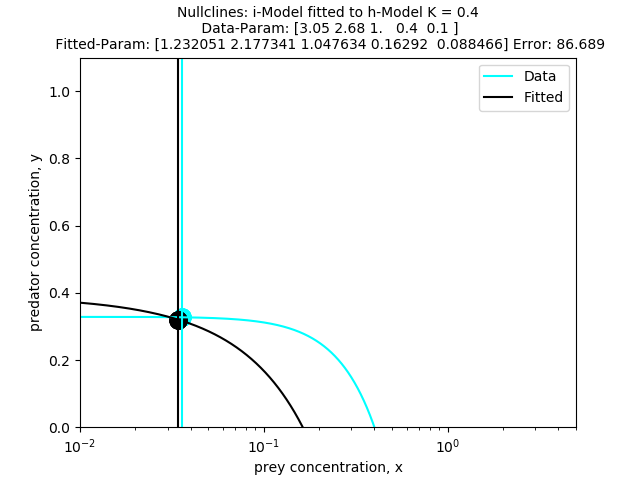 Nullclines: i-Model fitted to h-Model K = 0.4
Data-Param: [3.05 2.68 1.   0.4  0.1 ]
Fitted-Param: [1.232051 2.177341 1.047634 0.16292  0.088466] Error: 86.689
Data
Fitted
predator concentration, y
1.0
0.8
0.6
0.4
0.2
0.0
10⁻²
10⁻¹
10⁰
prey concentration, x